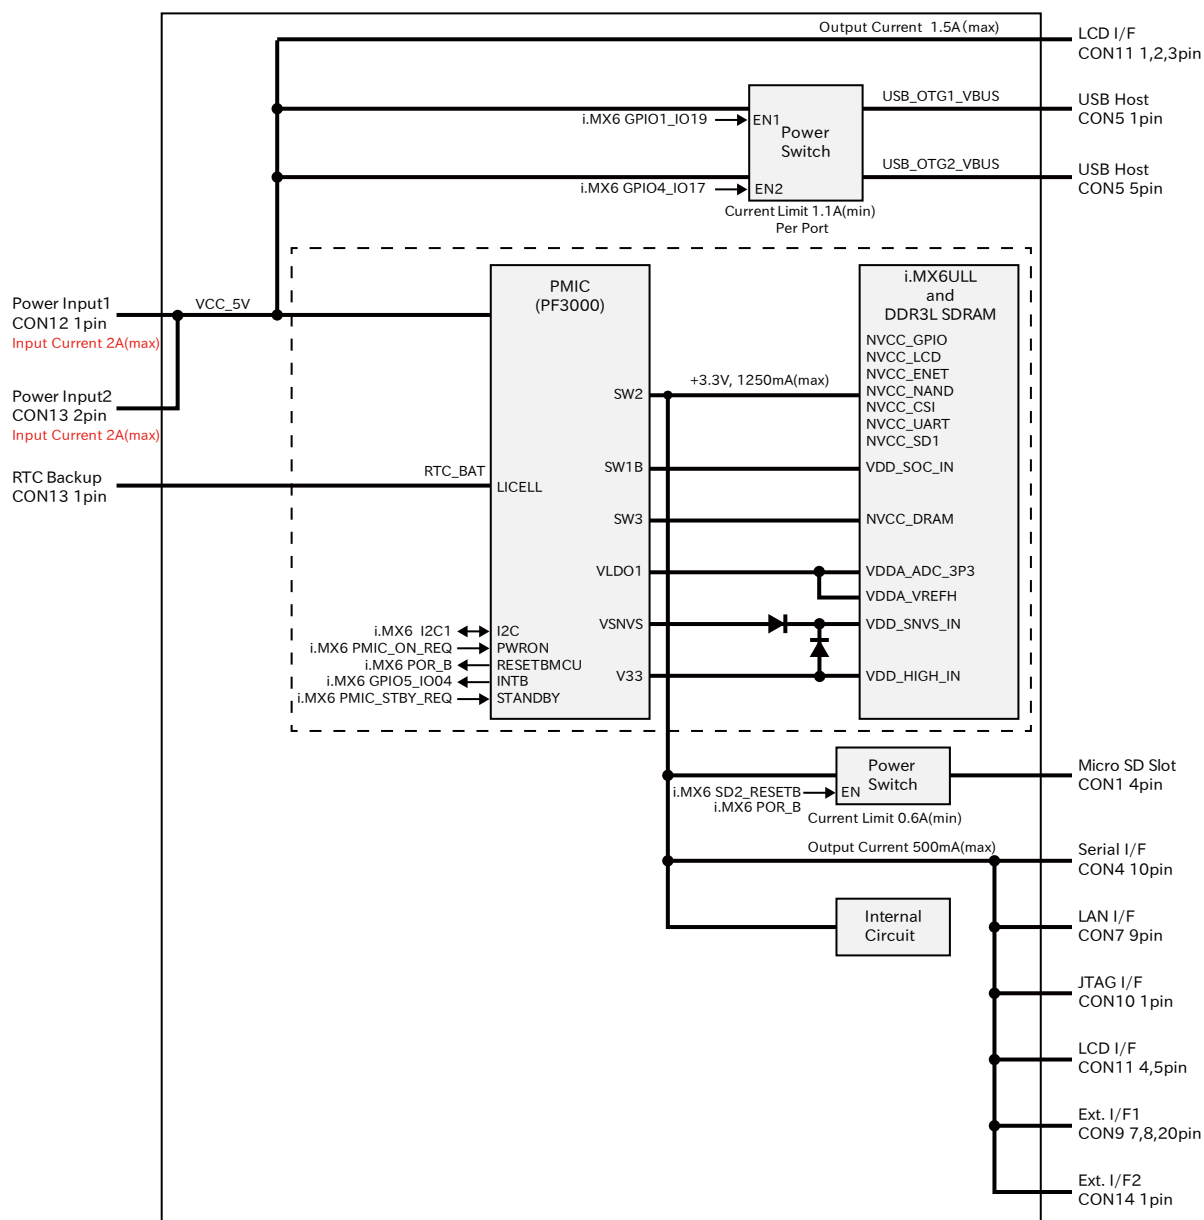 Output Current 1.5A(max)
LCD I/F
CON11 1,2,3pin
USB_OTG1_VBUS
USB Host
CON5 1pin
i.MX6 GPIO1_IO19
EN1
Power
Switch
USB_OTG2_VBUS
USB Host
CON5 5pin
i.MX6 GPIO4_IO17
EN2
Current Limit 1.1A(min)
Per Port
PMIC
(PF3000)
i.MX6ULL
and
DDR3L SDRAM
Power Input1
CON12 1pin
Input Current 2A(max)
VCC_5V
NVCC_GPIO
NVCC_LCD
NVCC_ENET
NVCC_NAND
NVCC_CSI
NVCC_UART
NVCC_SD1
SW2
+3.3V, 1250mA(max)
Power Input2
CON13 2pin
Input Current 2A(max)
RTC Backup
CON13 1pin
RTC_BAT
LICELL
SW1B
VDD_SOC_IN
SW3
NVCC_DRAM
VLDO1
VDDA_ADC_3P3
VDDA_VREFH
VSNVS
VDD_SNVS_IN
V33
VDD_HIGH_IN
i.MX6 I2C1
I2C
i.MX6 PMIC_ON_REQ
PWRON
i.MX6 POR_B
RESETBMCU
i.MX6 GPIO5_IO04
INTB
i.MX6 PMIC_STBY_REQ
STANDBY
Power
Switch
Micro SD Slot
CON1 4pin
i.MX6 SD2_RESETB
i.MX6 POR_B
EN
Current Limit 0.6A(min)
Output Current 500mA(max)
Serial I/F
CON4 10pin
Internal
Circuit
LAN I/F
CON7 9pin
JTAG I/F
CON10 1pin
LCD I/F
CON11 4,5pin
Ext. I/F1
CON9 7,8,20pin
Ext. I/F2
CON14 1pin